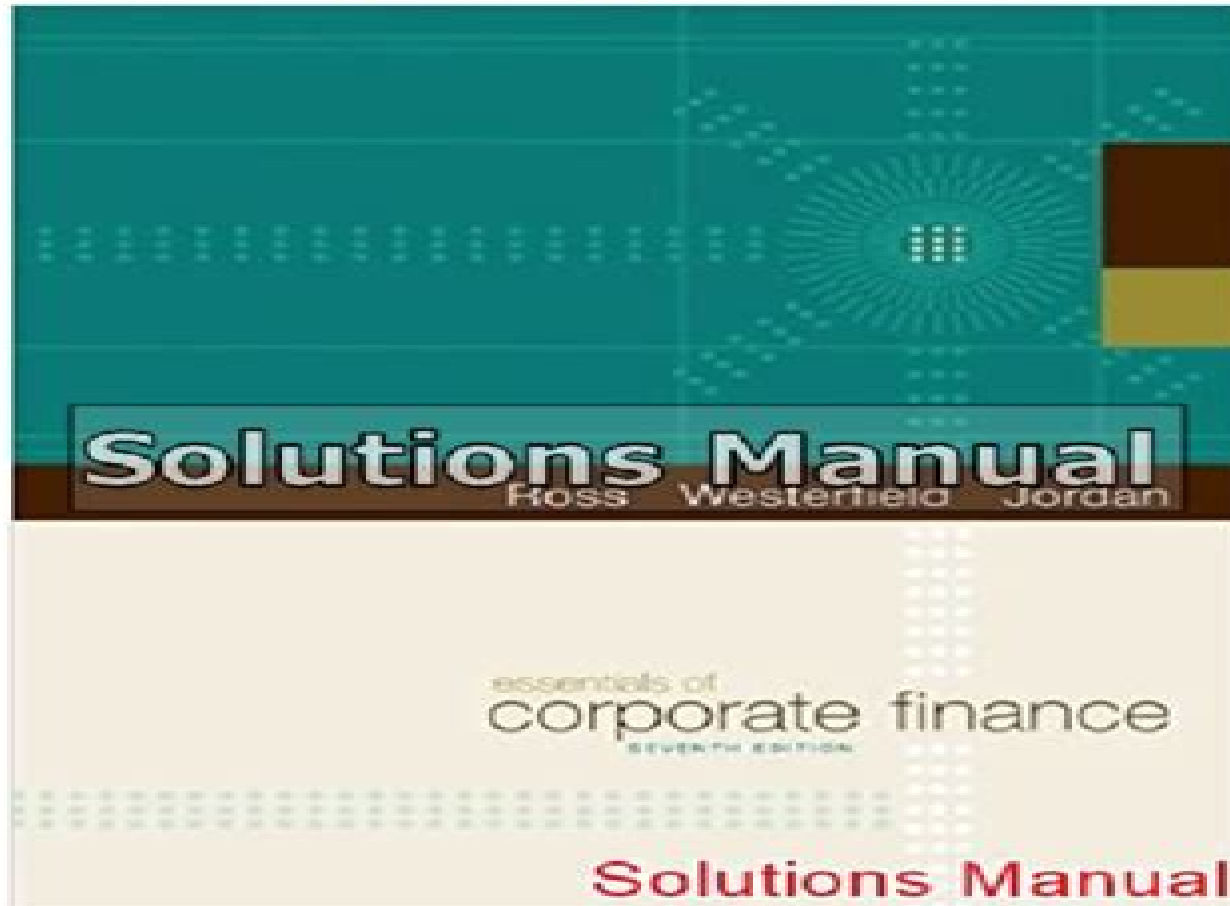 Solutions Manual
Ross Westerfield Jordan
essentials of
corporate finance
SEVENTH EDITION
Solutions Manual